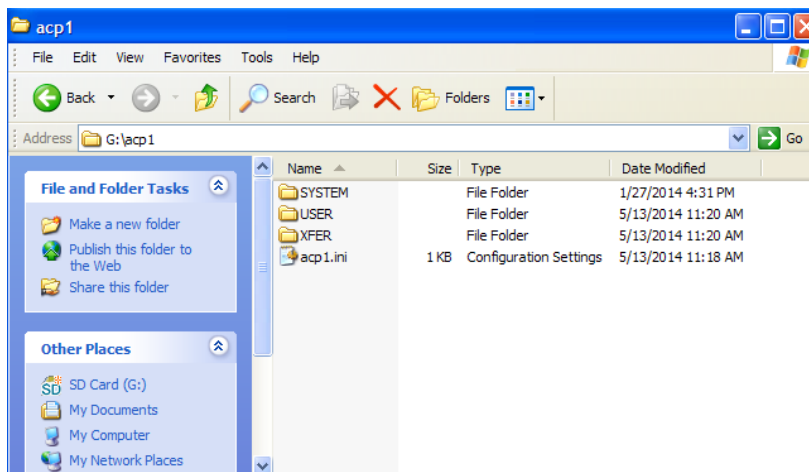 acp1
File Edit View Favorites Tools Help
Back Search Folders
Address G:\acp1 Go
File and Folder Tasks
Make a new folder
Publish this folder to
the Web
Share this folder
Other Places
SD Card (G:)
My Documents
My Computer
My Network Places
Name Size Type Date Modified
SYSTEM File Folder 1/27/2014 4:31 PM
USER File Folder 5/13/2014 11:20 AM
XFER File Folder 5/13/2014 11:20 AM
acp1.ini 1 KB Configuration Settings 5/13/2014 11:18 AM